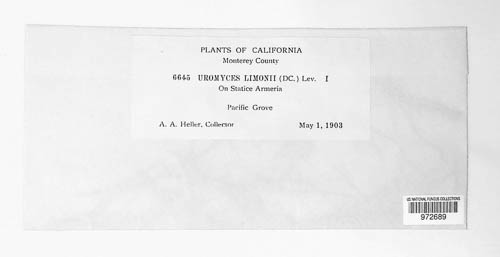 PLANTS OF CALIFORNIA
Monterey County
6645 UROMYCES LIMONII (DC.) Lev. I
On Statice Armeria
Pacific Grove
A. A. Heller, Collector May 1, 1903
US NATIONAL FUNGUS COLLECTIONS
972689